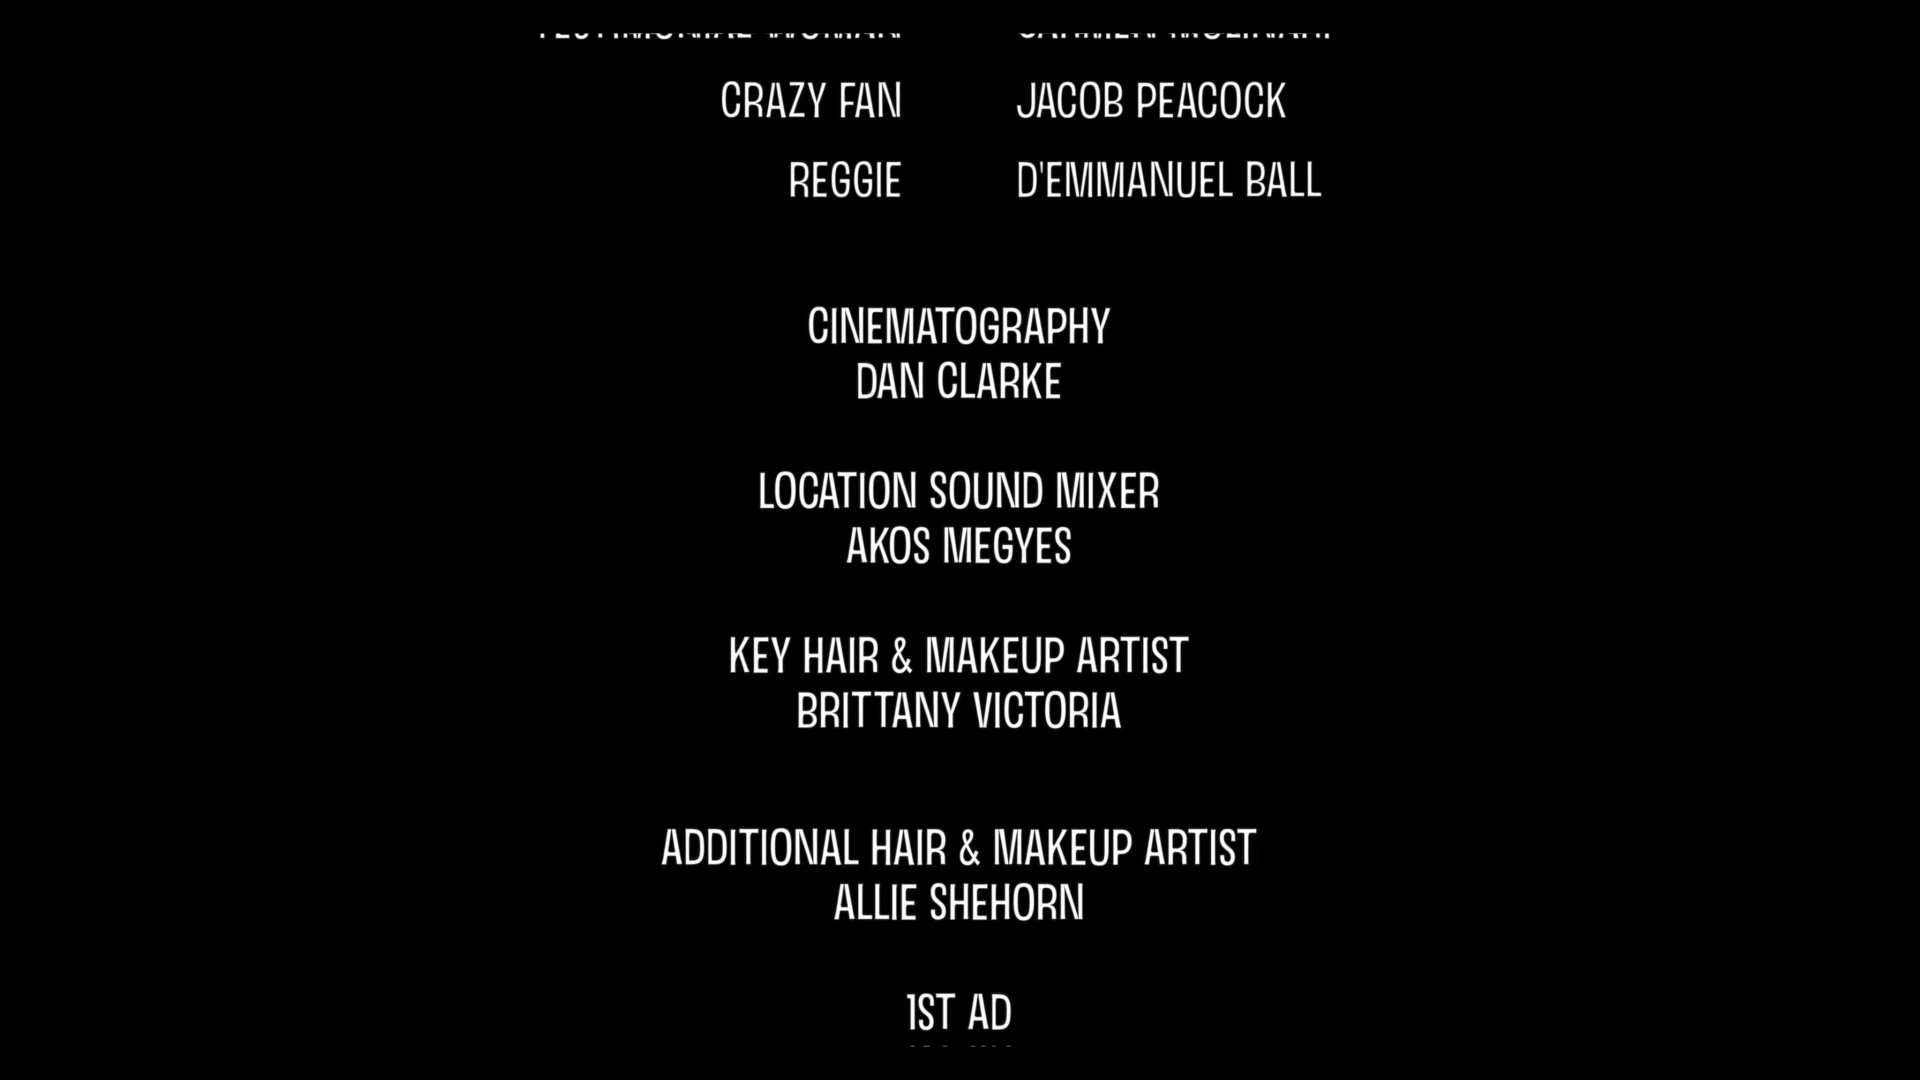 CRAZY FAN JACOB PEACOCK
REGGIE D'EMMANUEL BALL
CINEMATOGRAPHY
DAN CLARKE
LOCATION SOUND MIXER
AKOS MEGYES
KEY HAIR & MAKEUP ARTIST
BRITTANY VICTORIA
ADDITIONAL HAIR & MAKEUP ARTIST
ALLIE SHEHORN
1ST AD